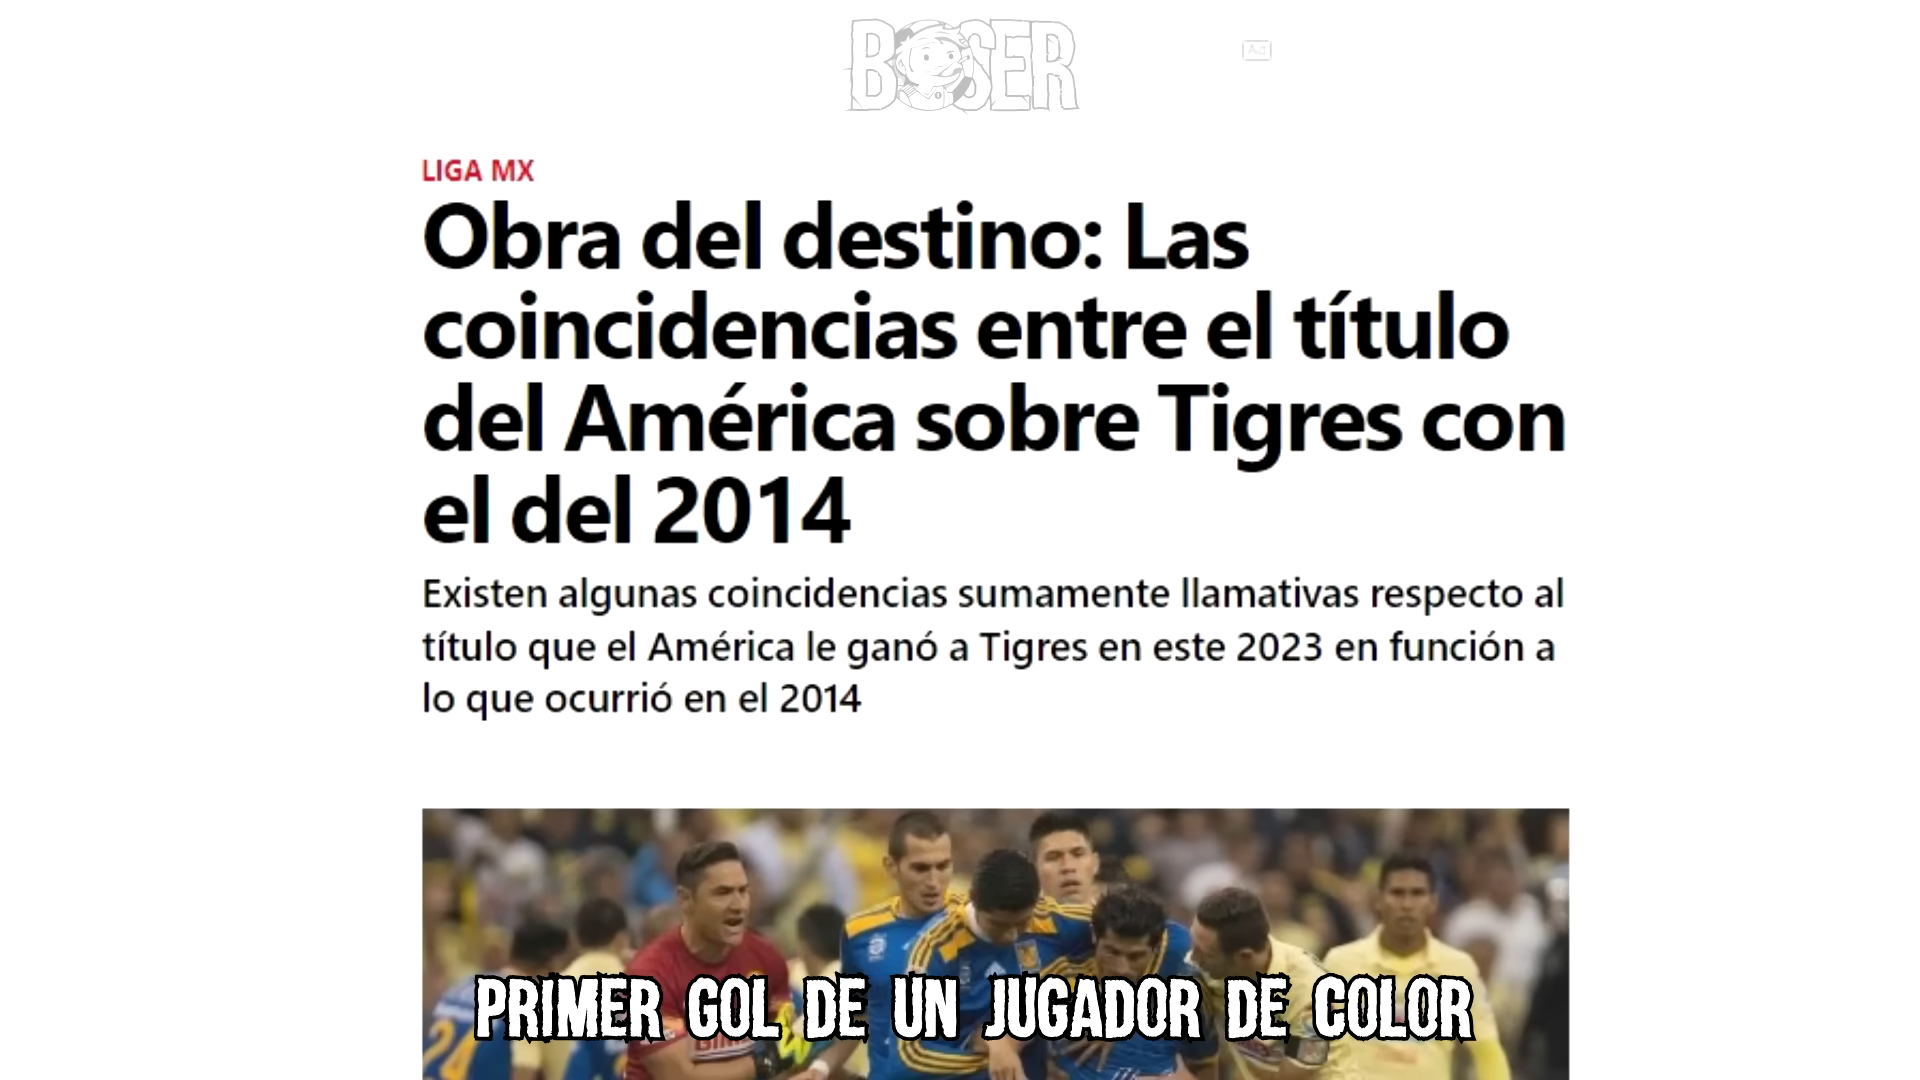 BOSER
Ad
LIGA MX
Obra del destino: Las
coincidencias entre el título
del América sobre Tigres con
el del 2014
Existen algunas coincidencias sumamente llamativas respecto al
título que el América le ganó a Tigres en este 2023 en función a
lo que ocurrió en el 2014
PRIMER GOL DE UN JUGADOR DE COLOR
24